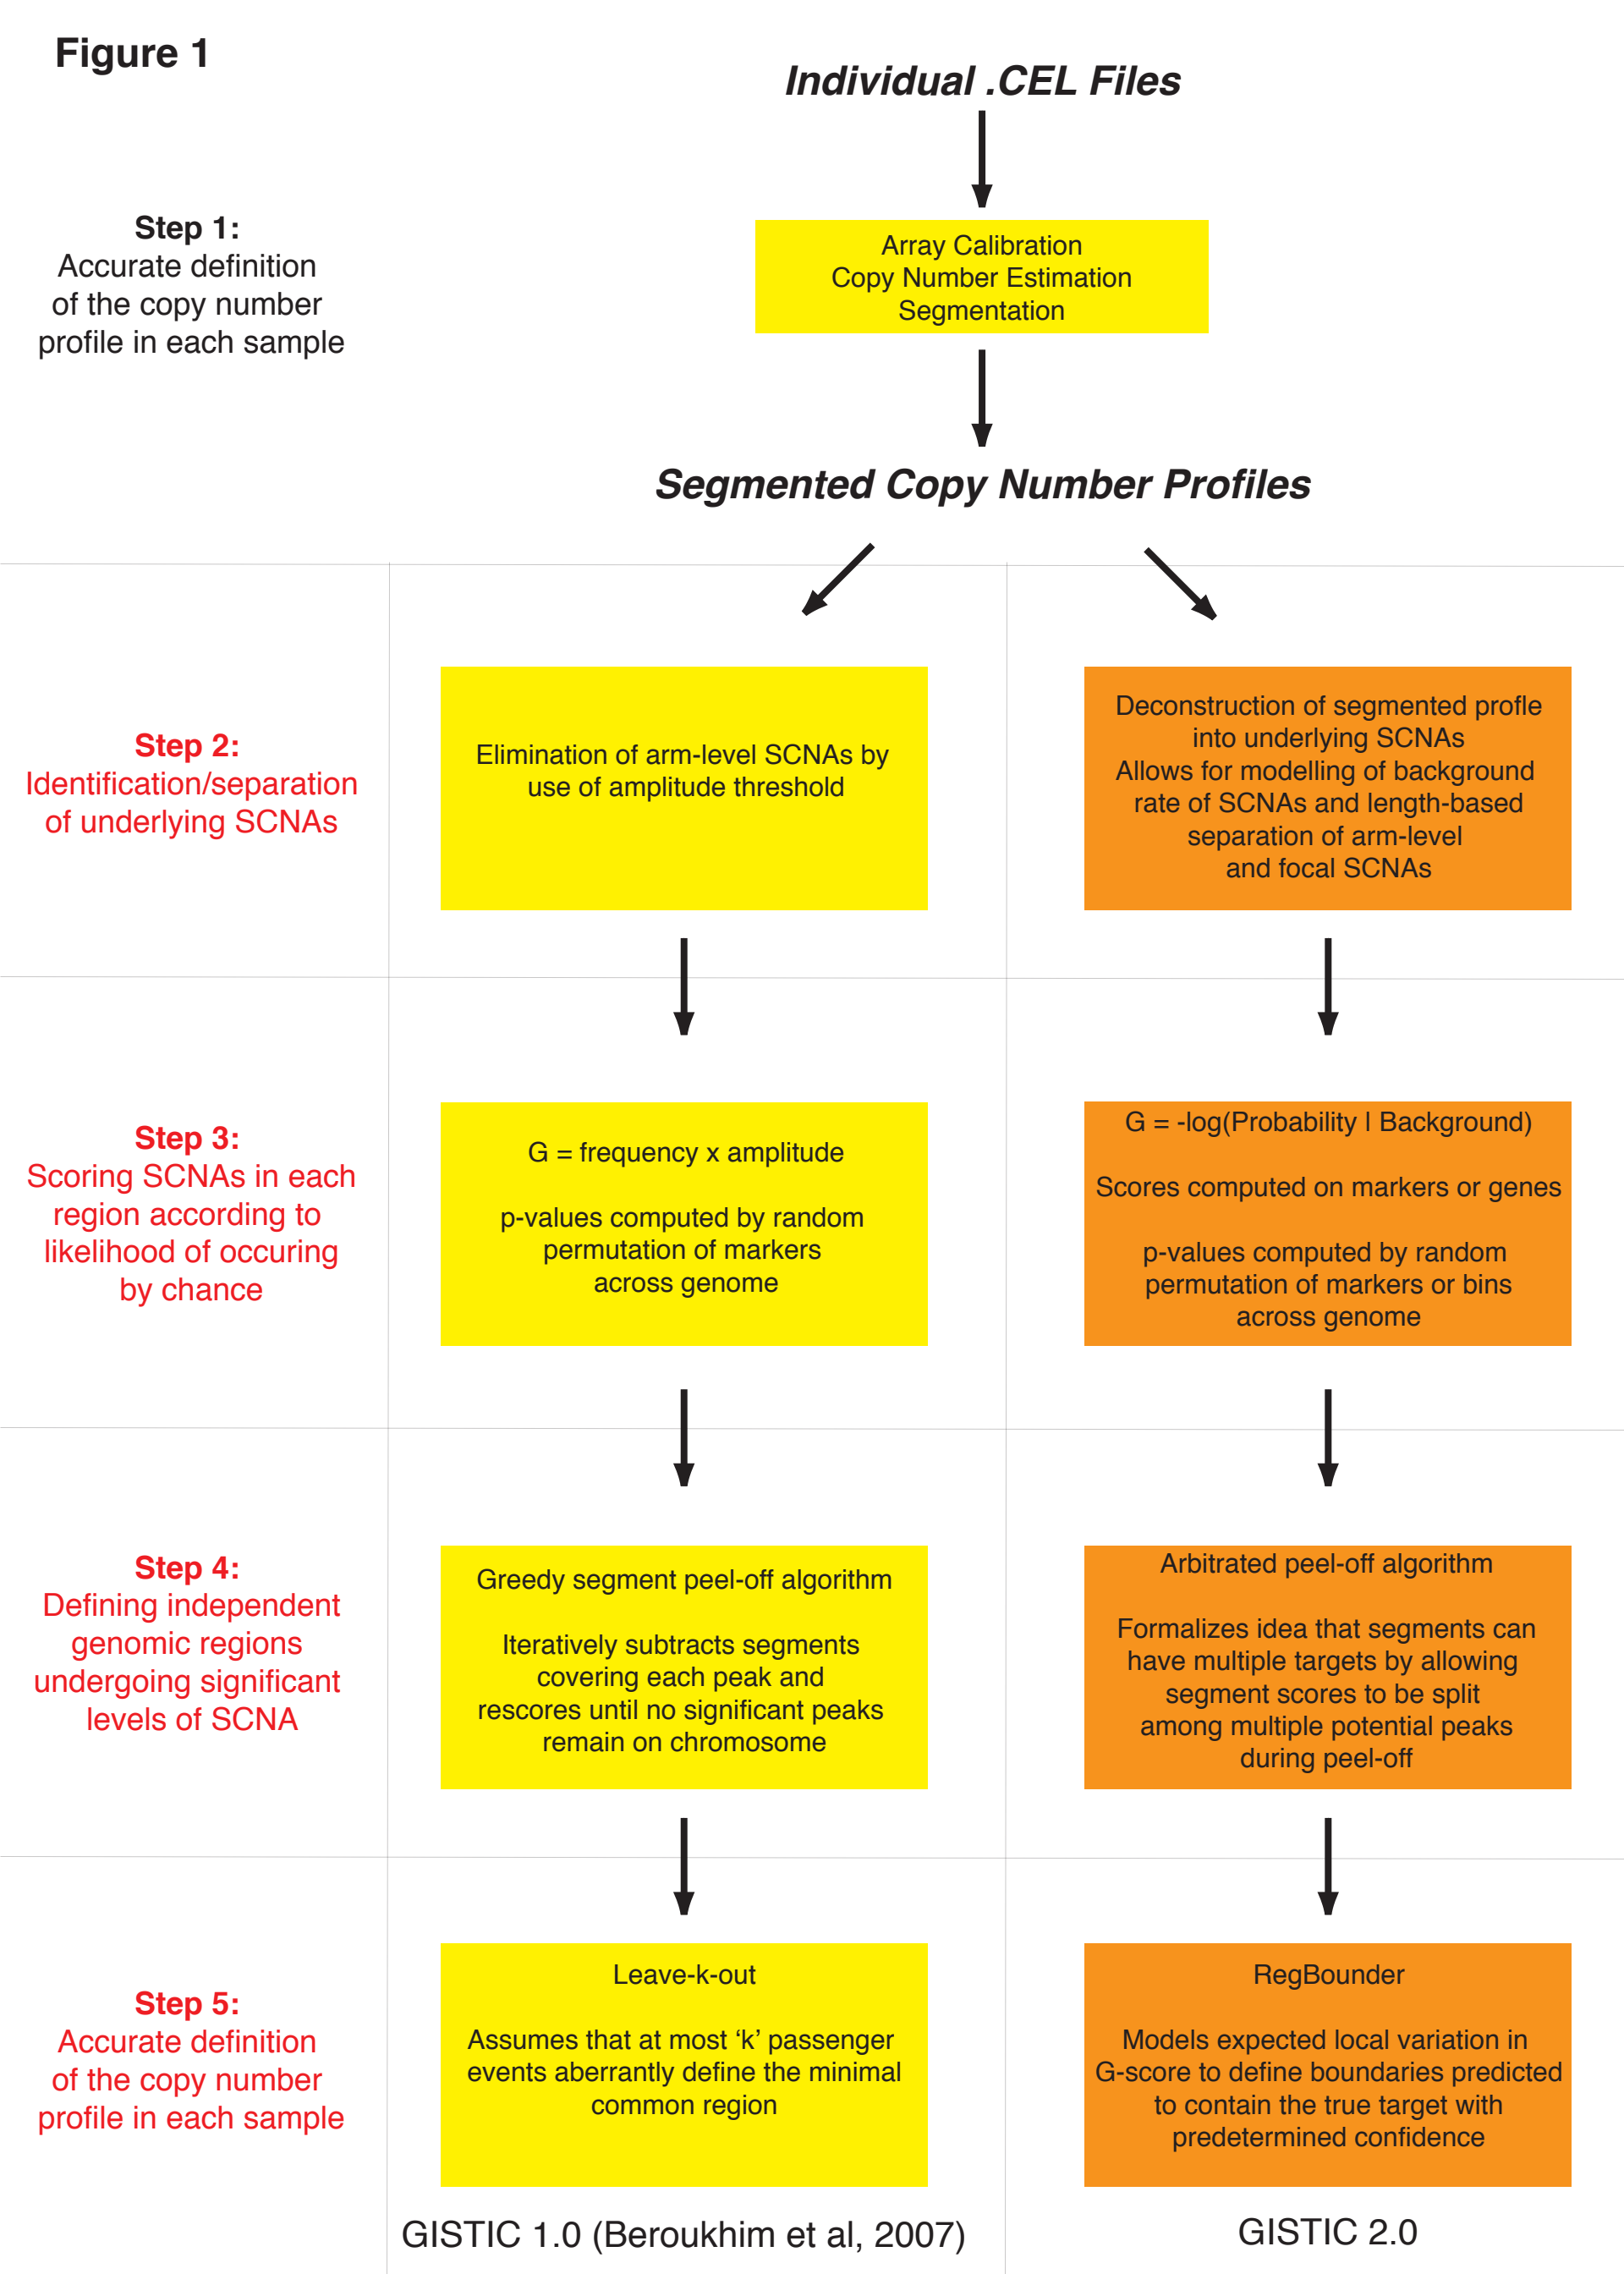 Figure 1
Individual .CEL Files
Step 1:
Accurate definition
of the copy number
profile in each sample
Array Calibration
Copy Number Estimation
Segmentation
Segmented Copy Number Profiles
Step 2:
Identification/separation
of underlying SCNAs
Elimination of arm-level SCNAs by
use of amplitude threshold
Deconstruction of segmented profle
into underlying SCNAs
Allows for modelling of background
rate of SCNAs and length-based
separation of arm-level
and focal SCNAs
Step 3:
Scoring SCNAs in each
region according to
likelihood of occuring
by chance
G = frequency x amplitude
p-values computed by random
permutation of markers
across genome
G = -log(Probability | Background)
Scores computed on markers or genes
p-values computed by random
permutation of markers or bins
across genome
Step 4:
Defining independent
genomic regions
undergoing significant
levels of SCNA
Greedy segment peel-off algorithm
Iteratively subtracts segments
covering each peak and
rescores until no significant peaks
remain on chromosome
Arbitrated peel-off algorithm
Formalizes idea that segments can
have multiple targets by allowing
segment scores to be split
among multiple potential peaks
during peel-off
Step 5:
Accurate definition
of the copy number
profile in each sample
Leave-k-out
Assumes that at most ‘k’ passenger
events aberrantly define the minimal
common region
RegBounder
Models expected local variation in
G-score to define boundaries predicted
to contain the true target with
predetermined confidence
GISTIC 1.0 (Beroukhim et al, 2007)
GISTIC 2.0